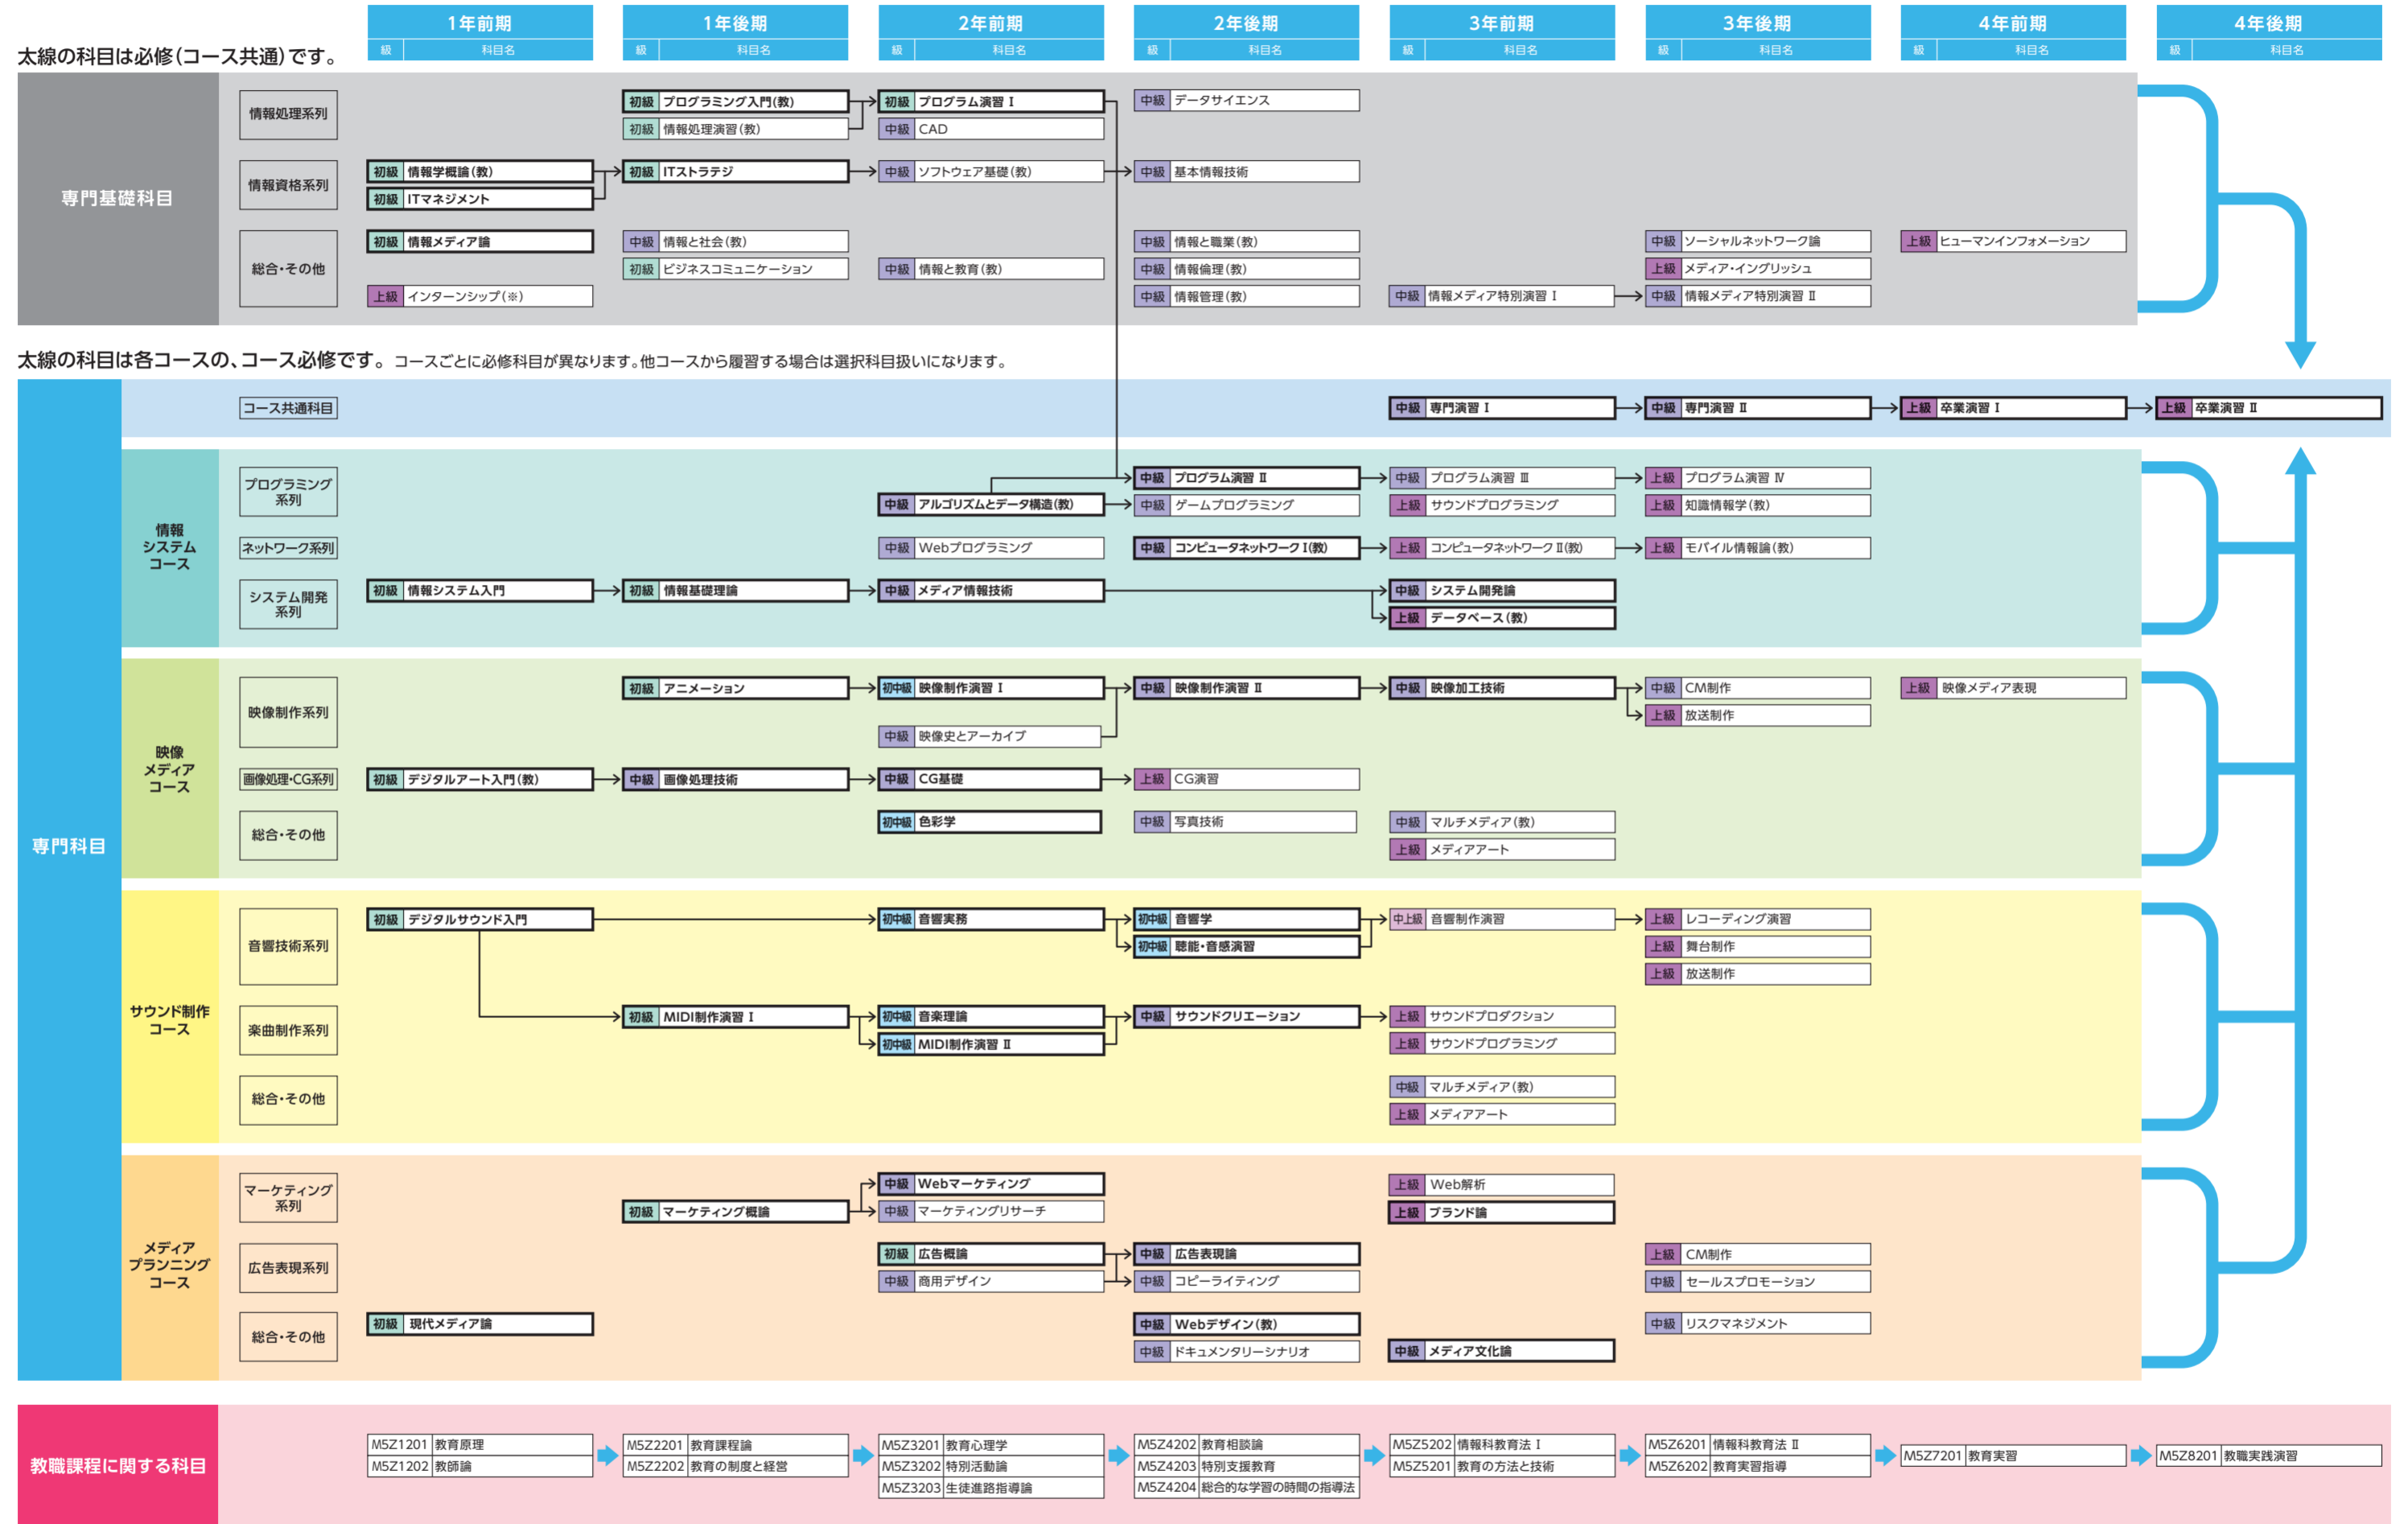 1年前期 1年後期 2年前期 2年後期 3年前期 3年後期 4年前期 4年後期
級 科目名 級 科目名 級 科目名 級 科目名 級 科目名 級 科目名 級 科目名 級 科目名
太線の科目は必修(コース共通)です。
専門基礎科目
情報処理系列
初級 プログラミング入門(教) 初級 プログラム演習 I 中級 データサイエンス
初級 情報処理演習(教) 中級 CAD
情報資格系列
初級 情報学概論(教) 初級 ITストラテジ 中級 ソフトウェア基礎(教) 中級 基本情報技術
初級 ITマネジメント
総合・その他
初級 情報メディア論 中級 情報と社会(教) 中級 情報と職業(教) 中級 ソーシャルネットワーク論 上級 ヒューマンインフォメーション
初級 ビジネスコミュニケーション 中級 情報と教育(教) 中級 情報倫理(教) 上級 メディア・イングリッシュ
上級 インターンシップ(※) 中級 情報管理(教) 中級 情報メディア特別演習 I 中級 情報メディア特別演習 II
太線の科目は各コースの、コース必修です。コースごとに必修科目が異なります。他コースから履習する場合は選択科目扱いになります。
専門科目
コース共通科目
中級 専門演習 I 中級 専門演習 II 上級 卒業演習 I 上級 卒業演習 II
情報
システム
コース
プログラミング
系列
中級 プログラム演習 II 中級 プログラム演習 III 上級 プログラム演習 IV
中級 アルゴリズムとデータ構造(教) 中級 ゲームプログラミング 上級 サウンドプログラミング 上級 知識情報学(教)
ネットワーク系列
中級 Webプログラミング 中級 コンピュータネットワーク I(教) 上級 コンピュータネットワーク II(教) 上級 モバイル情報論(教)
システム開発
系列
初級 情報システム入門 初級 情報基礎理論 中級 メディア情報技術 中級 システム開発論
上級 データベース(教)
映像
メディア
コース
映像制作系列
初級 アニメーション 初中級 映像制作演習 I 中級 映像制作演習 II 中級 映像加工技術 中級 CM制作 上級 映像メディア表現
上級 放送制作
中級 映像史とアーカイブ
画像処理・CG系列
初級 デジタルアート入門(教) 中級 画像処理技術 中級 CG基礎 上級 CG演習
総合・その他
初中級 色彩学 中級 写真技術 中級 マルチメディア(教)
上級 メディアアート
サウンド制作
コース
音響技術系列
初級 デジタルサウンド入門 初中級 音響実務 初中級 音響学 中上級 音響制作演習 上級 レコーディング演習
初中級 聴能・音感演習 上級 舞台制作
上級 放送制作
楽曲制作系列
初級 MIDI制作演習 I 初中級 音楽理論 中級 サウンドクリエーション 上級 サウンドプロダクション
初中級 MIDI制作演習 II 上級 サウンドプログラミング
総合・その他
中級 マルチメディア(教)
上級 メディアアート
メディア
プランニング
コース
マーケティング
系列
中級 Webマーケティング 上級 Web解析
初級 マーケティング概論 中級 マーケティングリサーチ 上級 ブランド論
広告表現系列
初級 広告概論 中級 広告表現論 上級 CM制作
中級 商用デザイン 中級 コピーライティング 中級 セールスプロモーション
総合・その他
初級 現代メディア論 中級 Webデザイン(教) 中級 リスクマネジメント
中級 ドキュメンタリーシナリオ 中級 メディア文化論
教職課程に関する科目
M5Z1201 教育原理 M5Z2201 教育課程論 M5Z3201 教育心理学 M5Z4202 教育相談論 M5Z5202 情報科教育法 I M5Z6201 情報科教育法 II M5Z7201 教育実習 M5Z8201 教職実践演習
M5Z1202 教師論 M5Z2202 教育の制度と経営 M5Z3202 特別活動論 M5Z4203 特別支援教育 M5Z5201 教育の方法と技術 M5Z6202 教育実習指導
M5Z3203 生徒進路指導論 M5Z4204 総合的な学習の時間の指導法